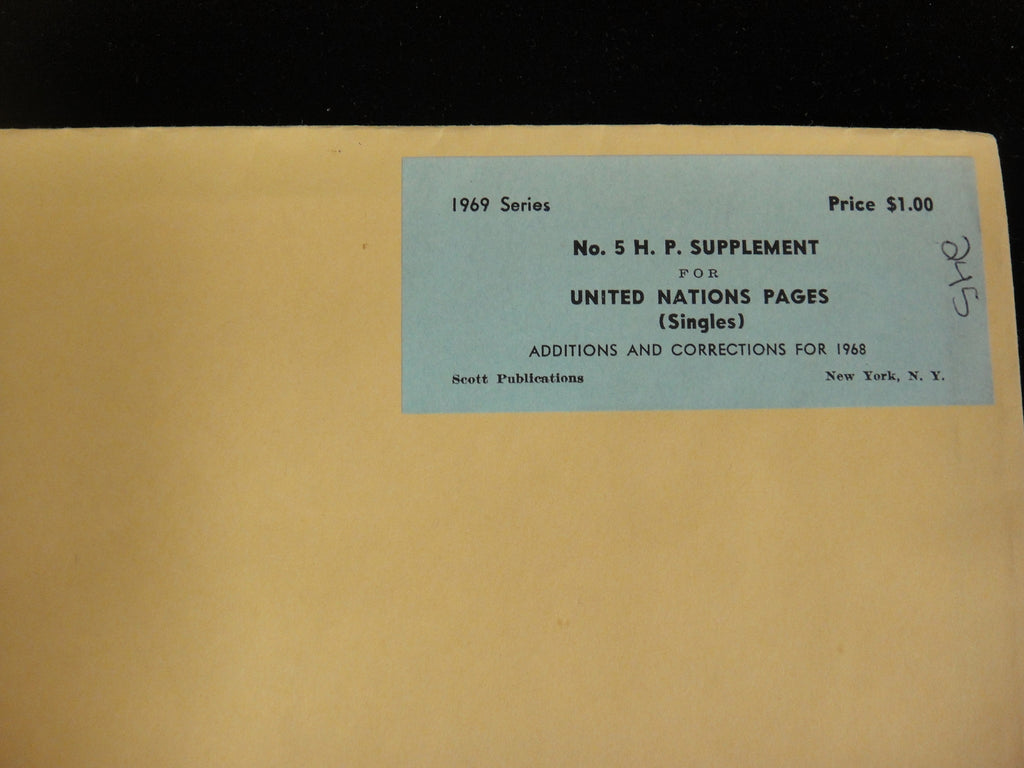 1969 Series Price $1.00
No. 5 H. P. SUPPLEMENT
FOR
UNITED NATIONS PAGES
(Singles)
ADDITIONS AND CORRECTIONS FOR 1968
Scott Publications New York, N. Y.
245